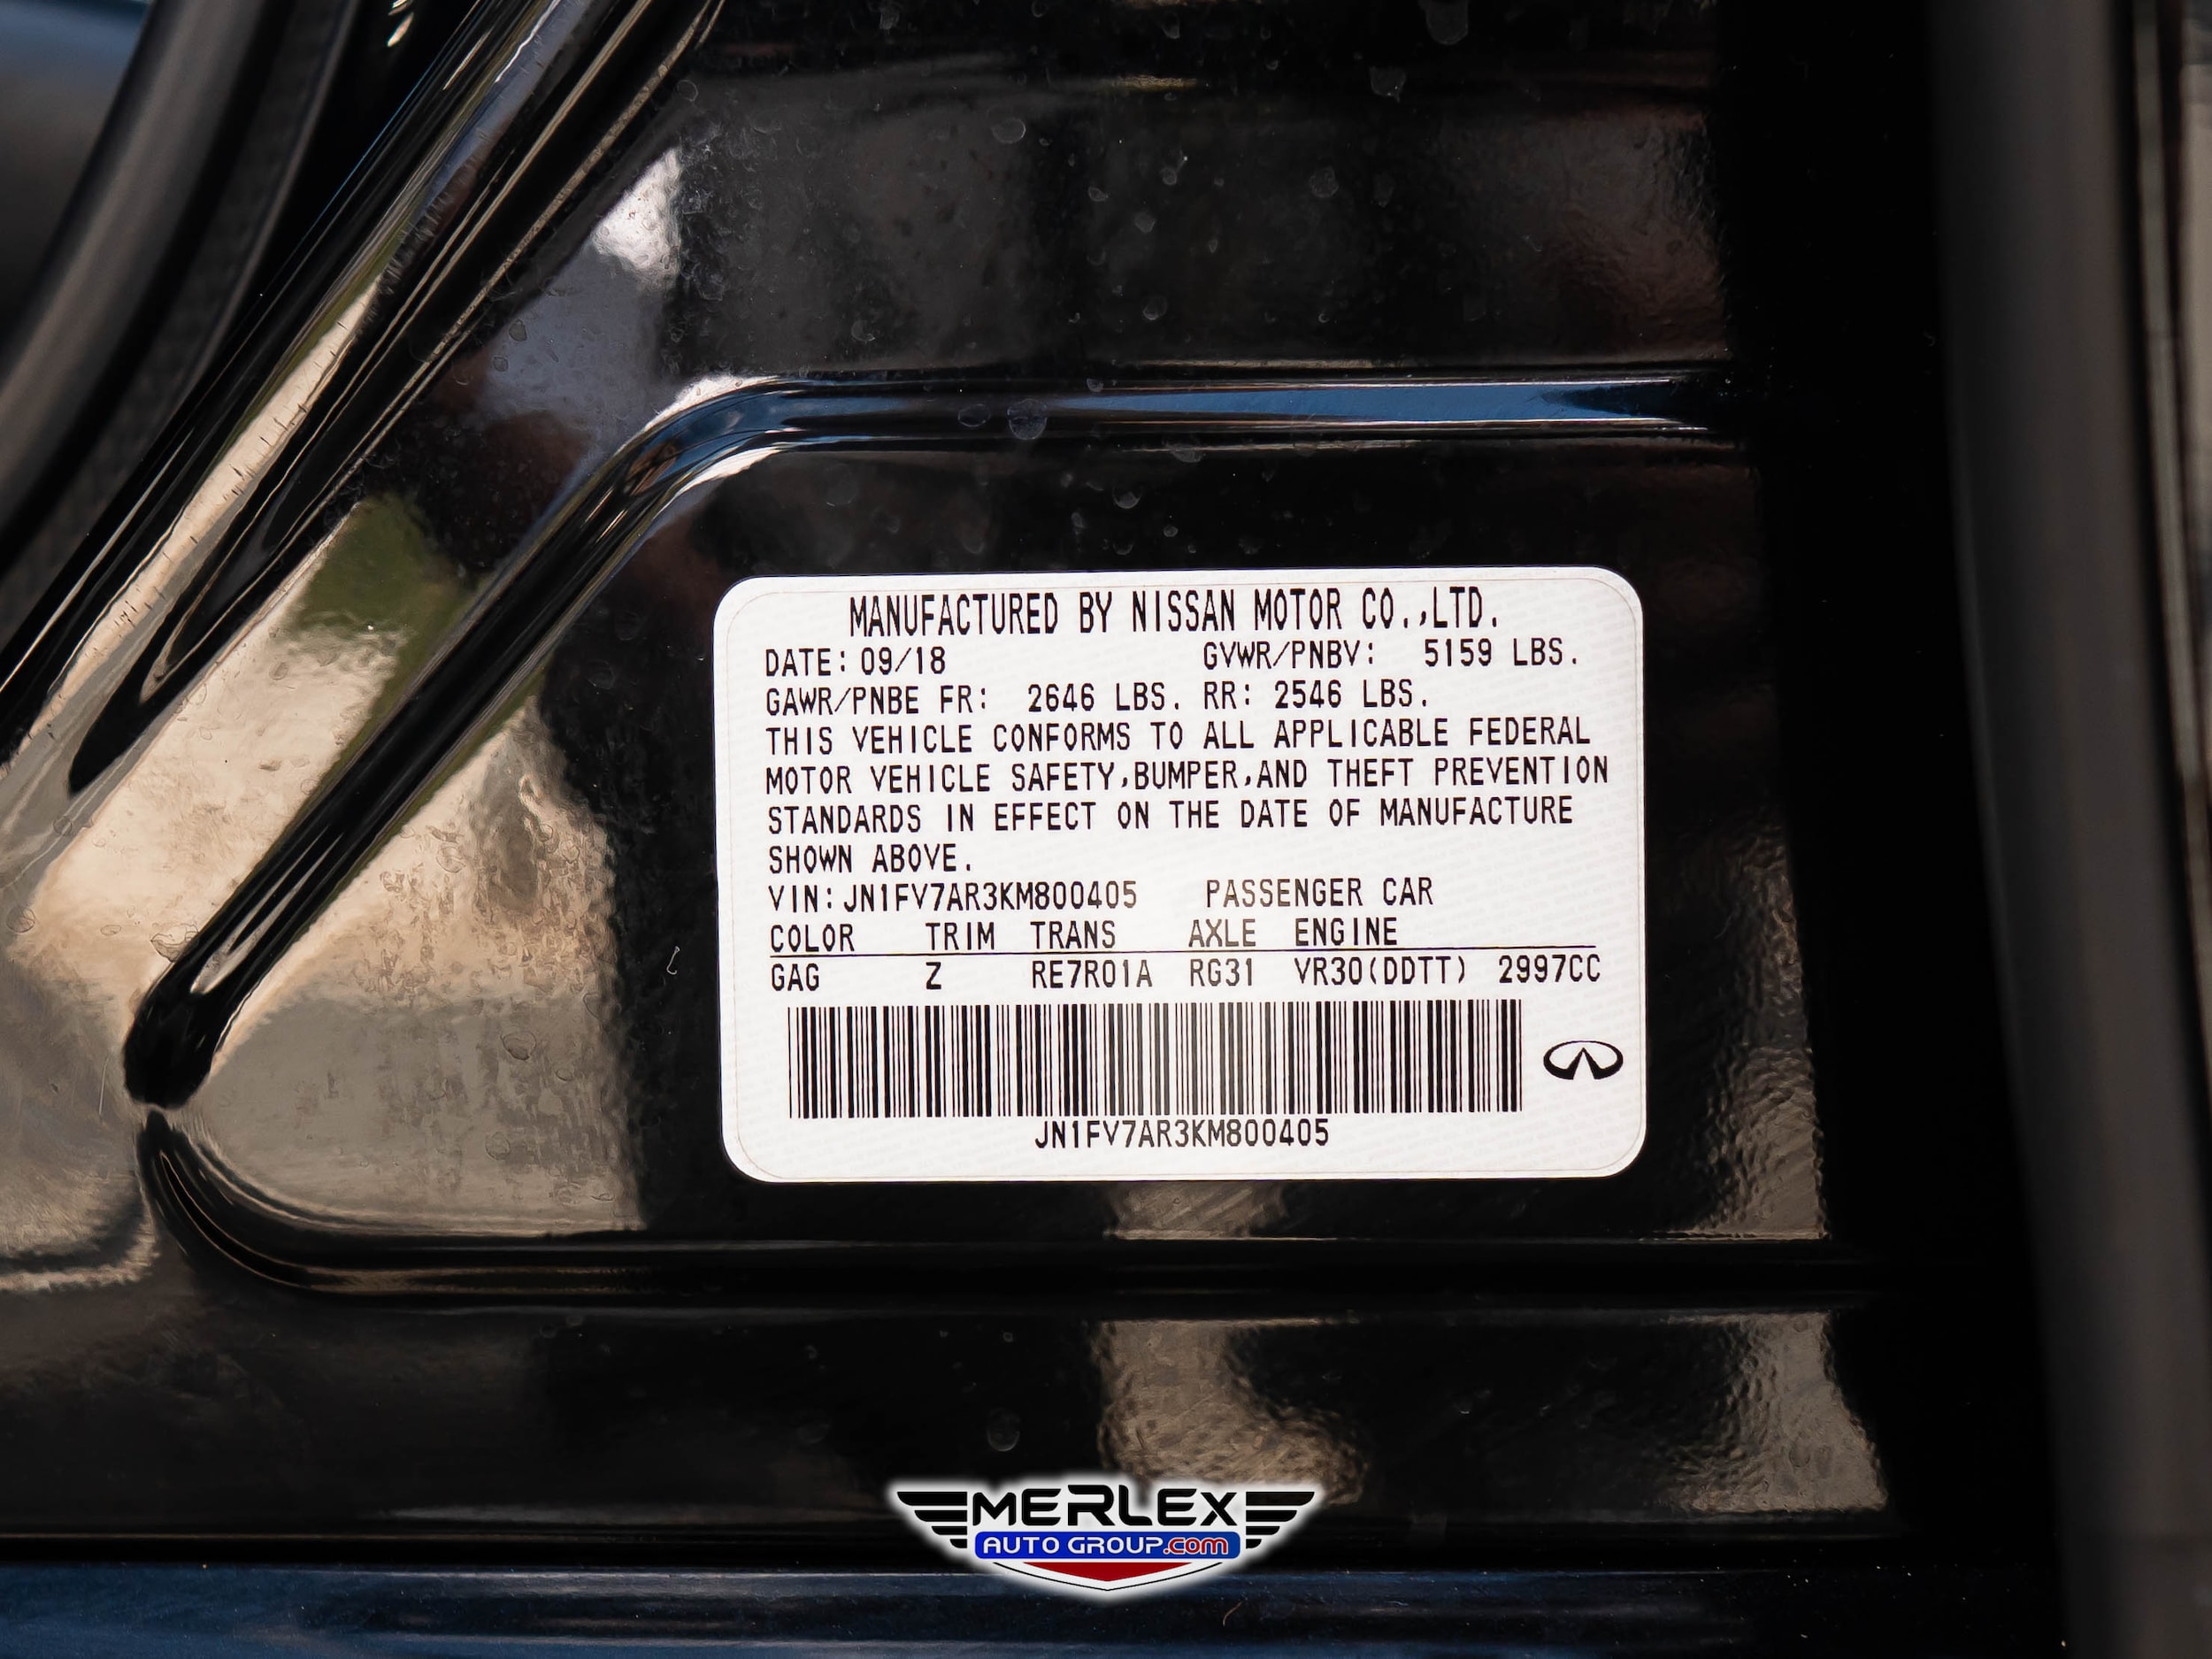 MANUFACTURED BY NISSAN MOTOR CO.,LTD.
DATE: 09/18 GVWR/PNBV: 5159 LBS.
GAWR/PNBE FR: 2646 LBS. RR: 2546 LBS.
THIS VEHICLE CONFORMS TO ALL APPLICABLE FEDERAL
MOTOR VEHICLE SAFETY,BUMPER,AND THEFT PREVENTION
STANDARDS IN EFFECT ON THE DATE OF MANUFACTURE
SHOWN ABOVE.
VIN:JN1FV7AR3KM800405 PASSENGER CAR
COLOR TRIM TRANS AXLE ENGINE
GAG Z RE7R01A RG31 VR30(DDTT) 2997CC
JN1FV7AR3KM800405
MERLEX
AUTO GROUP.com